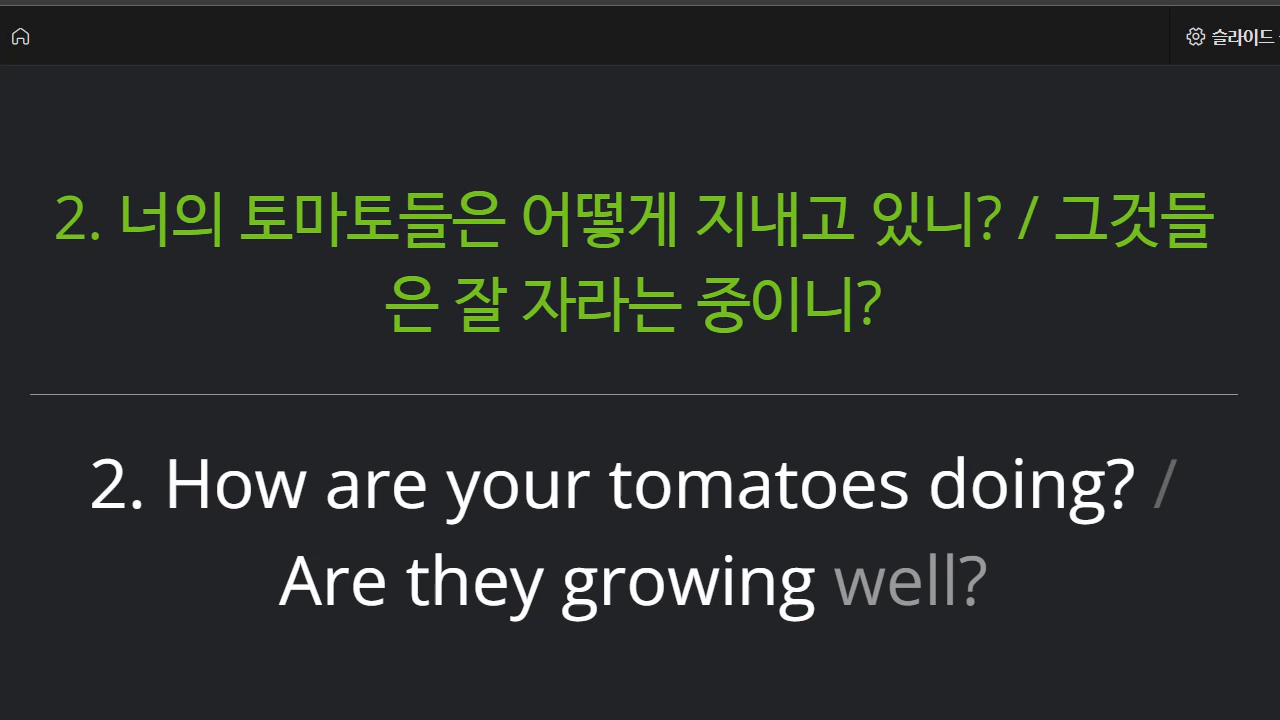 슬라이드
2. 너의 토마토들은 어떻게 지내고 있니? / 그것들
은 잘 자라는 중이니?
2. How are your tomatoes doing? /
Are they growing well?